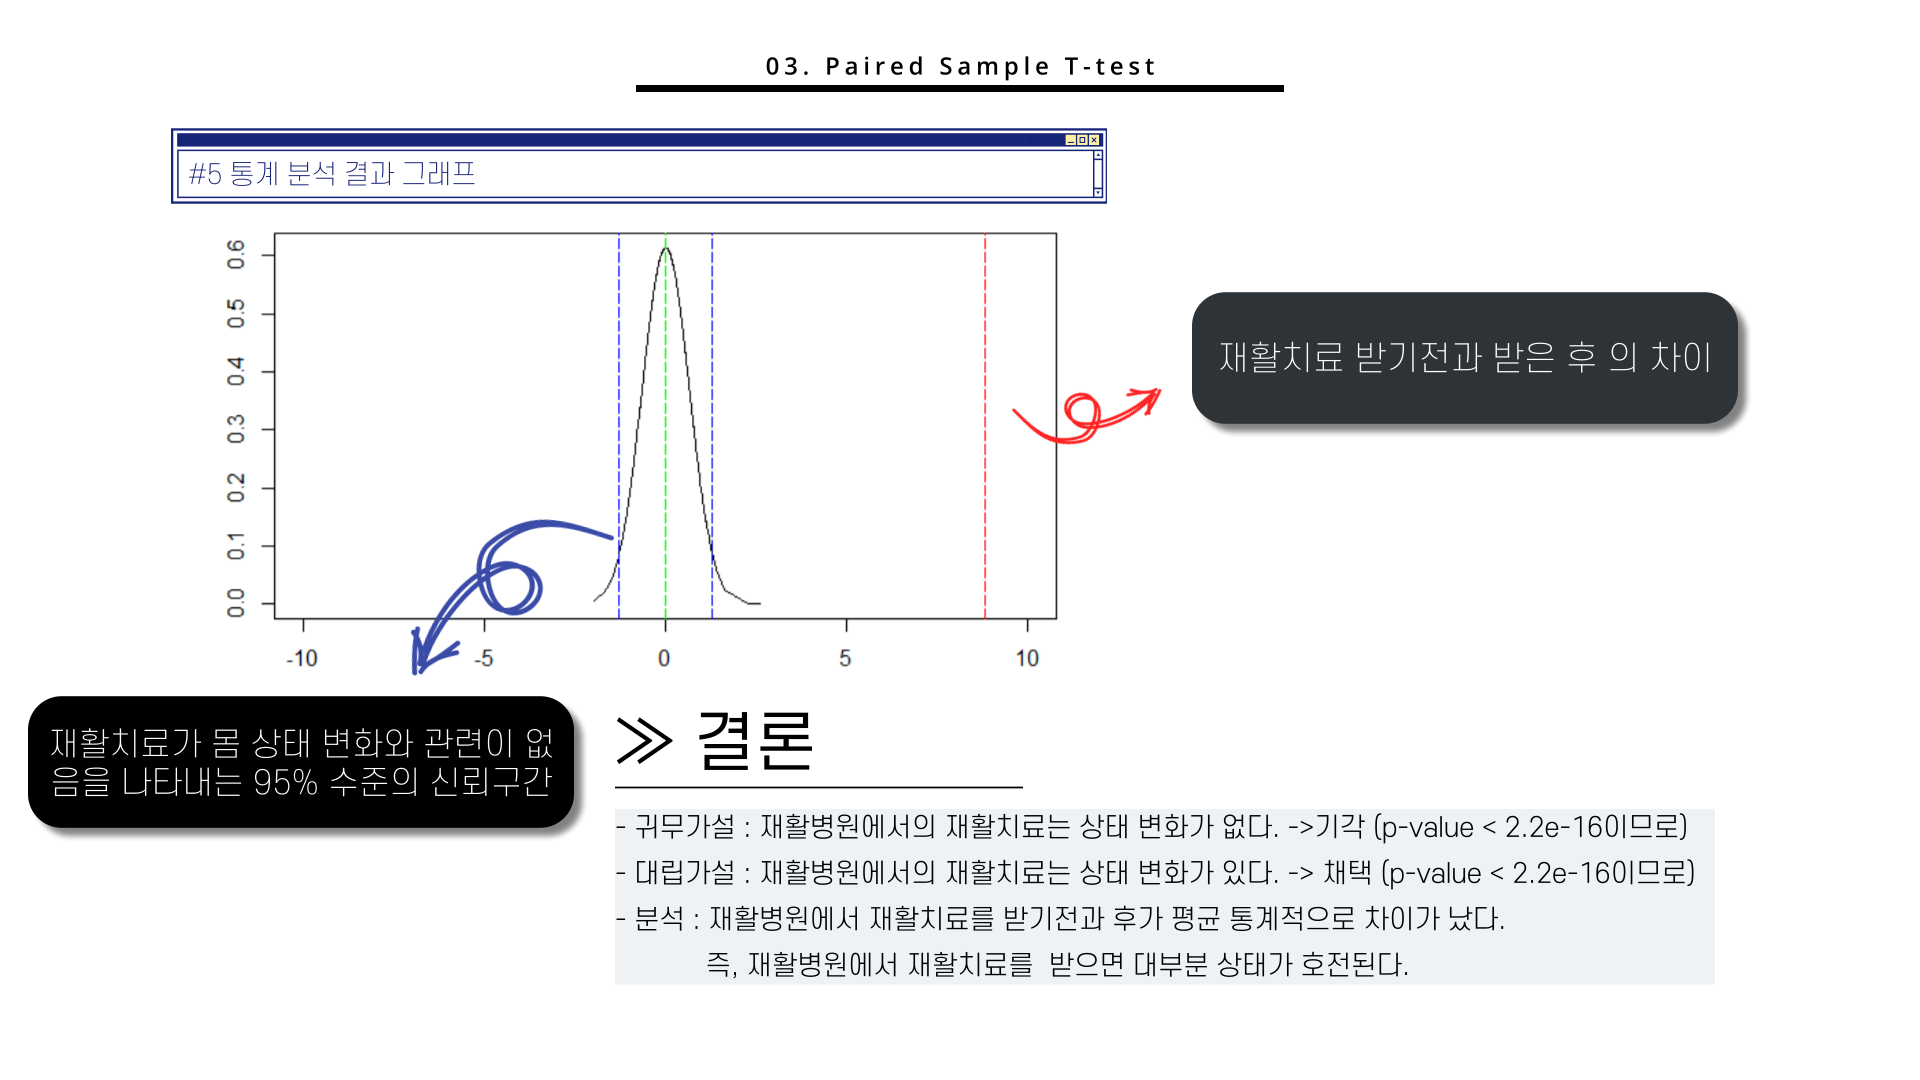 03. Paired Sample T-test
#5 통계 분석 결과 그래프
0.6
0.5
0.4
0.3
0.2
0.1
0.0
-10 -5 0 5 10
재활치료 받기전과 받은 후 의 차이
재활치료가 몸 상태 변화와 관련이 없
음을 나타내는 95% 수준의 신뢰구간
≫ 결론
- 귀무가설 : 재활병원에서의 재활치료는 상태 변화가 없다. ->기각 (p-value < 2.2e-16이므로)
- 대립가설 : 재활병원에서의 재활치료는 상태 변화가 있다. -> 채택 (p-value < 2.2e-16이므로)
- 분석 : 재활병원에서 재활치료를 받기전과 후가 평균 통계적으로 차이가 났다.
즉, 재활병원에서 재활치료를 받으면 대부분 상태가 호전된다.